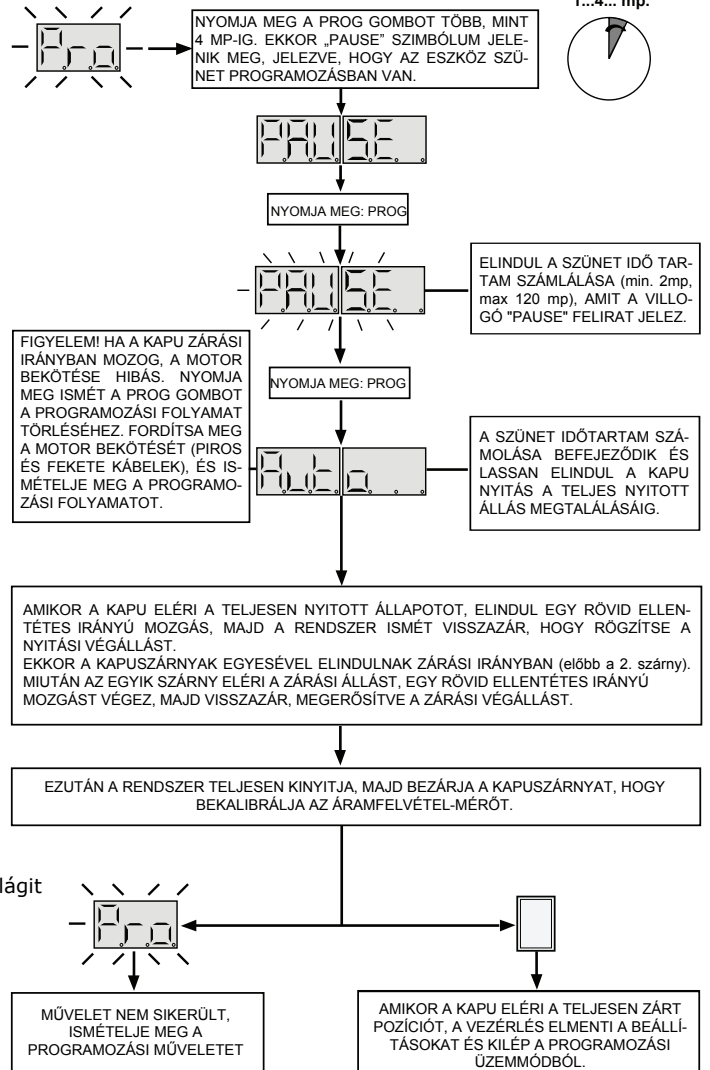 1...4... mp.
Pro
NYOMJA MEG A PROG GOMBOT TÖBB, MINT
4 MP-IG. EKKOR „PAUSE” SZIMBÓLUM JELE-
NIK MEG, JELEZVE, HOGY AZ ESZKÖZ SZÜ-
NET PROGRAMOZÁSBAN VAN.
PAUSE
NYOMJA MEG: PROG
PAUSE
ELINDUL A SZÜNET IDŐ TAR-
TAM SZÁMLÁLÁSA (min. 2mp,
max 120 mp), AMIT A VILLO-
GÓ "PAUSE" FELIRAT JELEZ.
FIGYELEM! HA A KAPU ZÁRÁSI
IRÁNYBAN MOZOG, A MOTOR
BEKÖTÉSE HIBÁS. NYOMJA
MEG ISMÉT A PROG GOMBOT
A PROGRAMOZÁSI FOLYAMAT
TÖRLÉSÉHEZ. FORDÍTSA MEG
A MOTOR BEKÖTÉSÉT (PIROS
ÉS FEKETE KÁBELEK), ÉS IS-
MÉTELJE MEG A PROGRAMO-
ZÁSI FOLYAMATOT.
NYOMJA MEG: PROG
Auto
A SZÜNET IDŐTARTAM SZÁ-
MOLÁSA BEFEJEZŐDIK ÉS
LASSAN ELINDUL A KAPU
NYITÁS A TELJES NYITOTT
ÁLLÁS MEGTALÁLÁSÁIG.
AMIKOR A KAPU ELÉRI A TELJESEN NYITOTT ÁLLAPOTOT, ELINDUL EGY RÖVID ELLEN-
TÉTES IRÁNYÚ MOZGÁS, MAJD A RENDSZER ISMÉT VISSZAZÁR, HOGY RÖGZÍTSE A
NYITÁSI VÉGÁLLÁST.
EKKOR A KAPUSZÁRNYAK EGYESÉVEL ELINDULNAK ZÁRÁSI IRÁNYBAN (előbb a 2. szárny).
MIUTÁN AZ EGYIK SZÁRNY ELÉRI A ZÁRÁSI ÁLLÁST, EGY RÖVID ELLENTÉTES IRÁNYÚ
MOZGÁST VÉGEZ, MAJD VISSZAZÁR, MEGERŐSÍTVE A ZÁRÁSI VÉGÁLLÁST.
EZUTÁN A RENDSZER TELJESEN KINYITJA, MAJD BEZÁRJA A KAPUSZÁRNYAT, HOGY
BEKALIBRÁLJA AZ ÁRAMFELVÉTEL-MÉRŐT.
lágit
Pro
MŰVELET NEM SIKERÜLT,
ISMÉTELJE MEG A
PROGRAMOZÁSI MŰVELETET
AMIKOR A KAPU ELÉRI A TELJESEN ZÁRT
POZÍCIÓT, A VEZÉRLÉS ELMENTI A BEÁLLÍ-
TÁSOKAT ÉS KILÉP A PROGRAMOZÁSI
ÜZEMMÓDBÓL.